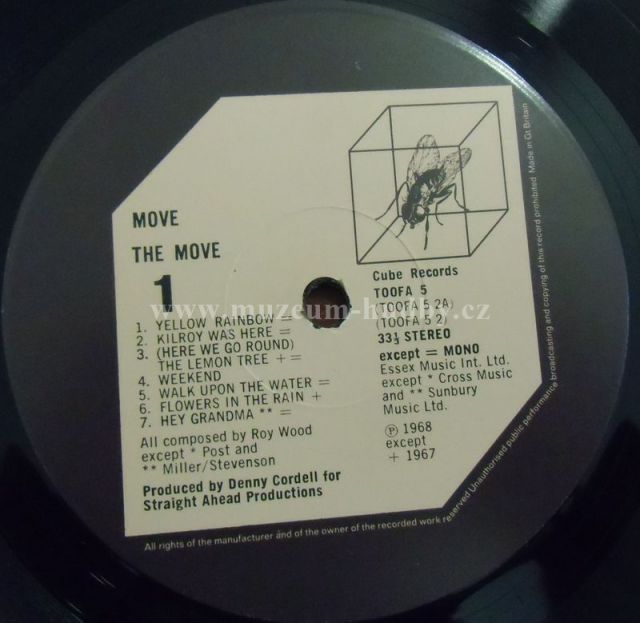 MOVE
THE MOVE
1
1. YELLOW RAINBOW =
2. KILROY WAS HERE =
3. (HERE WE GO ROUND)
THE LEMON TREE + =
4. WEEKEND
5. WALK UPON THE WATER =
6. FLOWERS IN THE RAIN +
7. HEY GRANDMA ** =
All composed by Roy Wood
except * Post and
** Miller/Stevenson
Produced by Denny Cordell for
Straight Ahead Productions
Cube Records
TOOFA 5
(TOOFA 5 2A)
(TOOFA 5 2)
33⅓ STEREO
except = MONO
Essex Music Int. Ltd.
except * Cross Music
and ** Sunbury
Music Ltd.
Ⓟ 1968
except
+ 1967
www.muzeum-hudby.cz
All rights of the manufacturer and of the owner of the recorded work reserved Unauthorised public performance broadcasting and copying of this record prohibited Made in Gt Britain